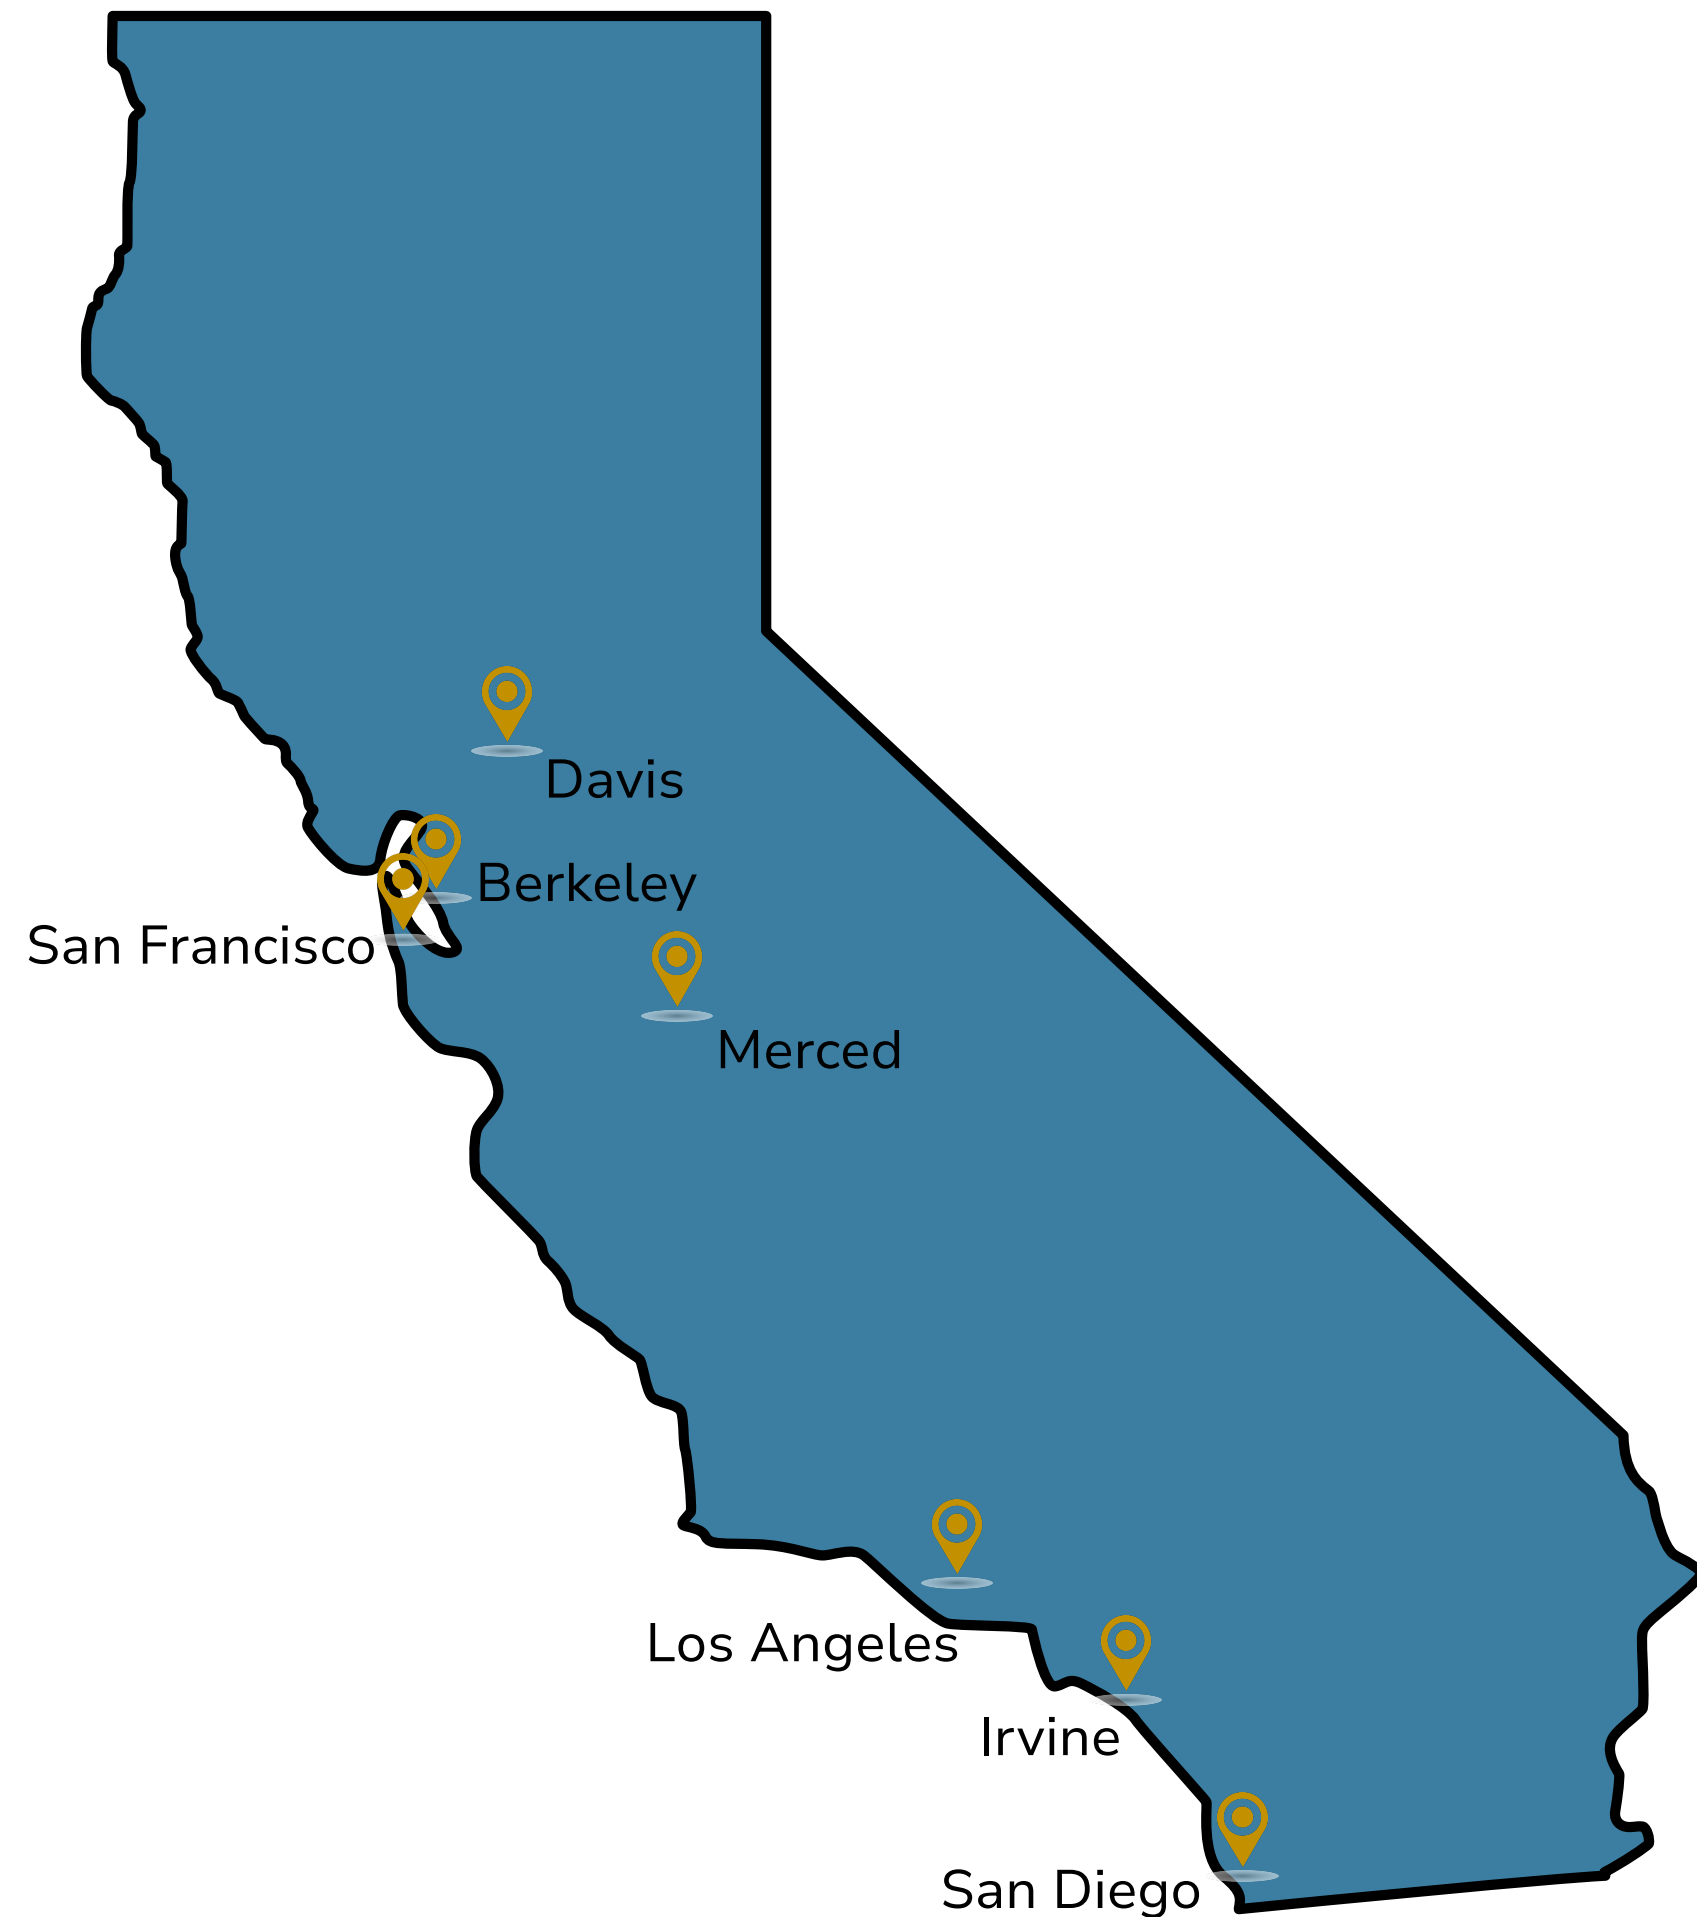 Davis
Berkeley
San Francisco
Merced
Los Angeles
Irvine
San Diego